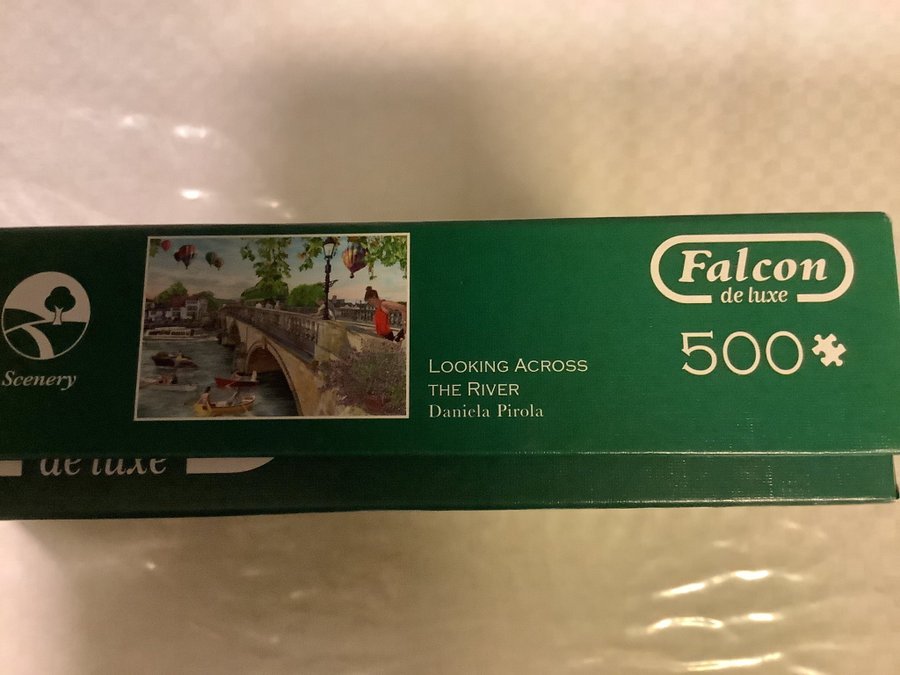 Scenery
LOOKING ACROSS
THE RIVER
Daniela Pirola
Falcon
de luxe
500
de luxe